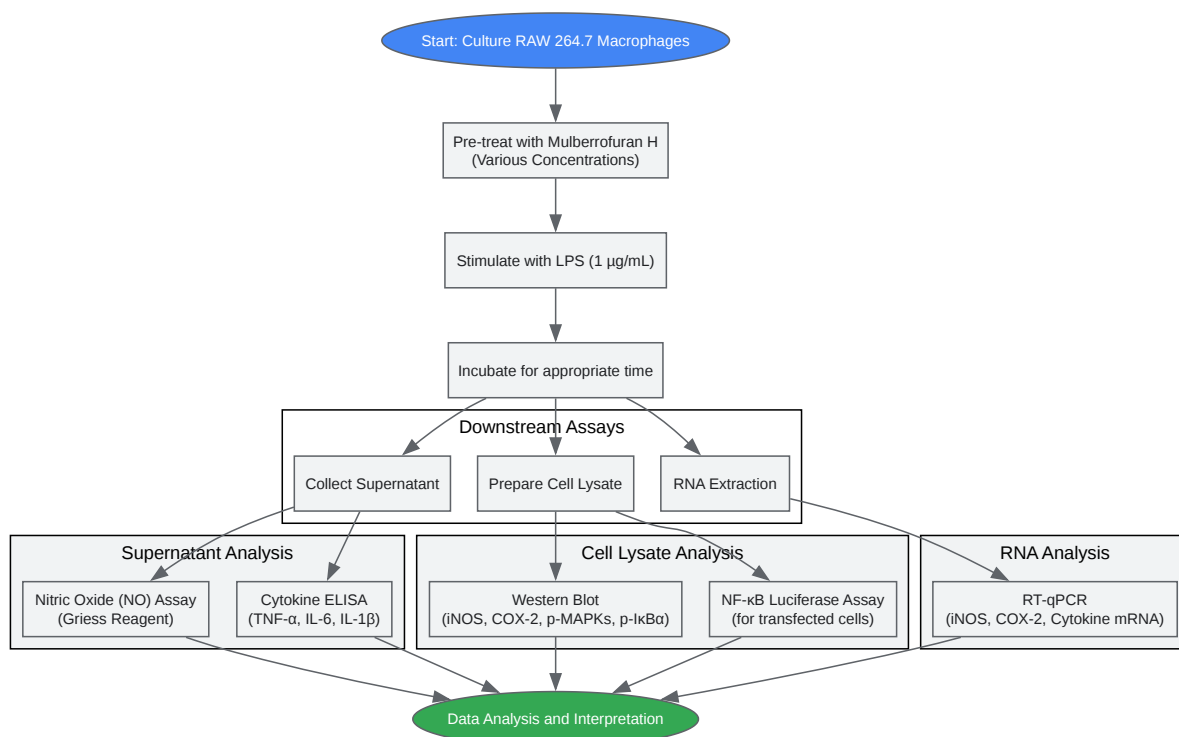 Start: Culture RAW 264.7 Macrophages
Pre-treat with Mulberrofuran H
(Various Concentrations)
Stimulate with LPS (1 µg/mL)
Incubate for appropriate time
Downstream Assays
Collect Supernatant
Prepare Cell Lysate
RNA Extraction
Supernatant Analysis
Nitric Oxide (NO) Assay
(Griess Reagent)
Cytokine ELISA
(TNF-α, IL-6, IL-1β)
Cell Lysate Analysis
Western Blot
(iNOS, COX-2, p-MAPKs, p-IκBα)
NF-κB Luciferase Assay
(for transfected cells)
RNA Analysis
RT-qPCR
(iNOS, COX-2, Cytokine mRNA)
Data Analysis and Interpretation